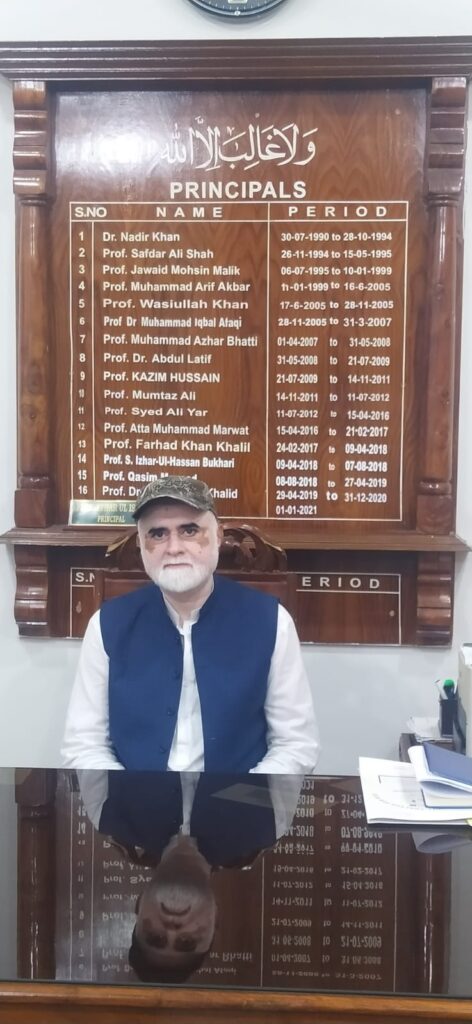 وَلَا غَالِبَ اِلَّا اللّٰه
PRINCIPALS
S.NO NAME PERIOD
1 Dr. Nadir Khan 30-07-1990 to 28-10-1994
2 Prof. Safdar Ali Shah 26-11-1994 to 15-05-1995
3 Prof. Jawaid Mohsin Malik 06-07-1995 to 10-01-1999
4 Prof. Muhammad Arif Akbar 11-01-1999 to 16-6-2005
5 Prof. Wasiullah Khan 17-6-2005 to 28-11-2005
6 Prof Dr Muhammad Iqbal Afaqi 28-11-2005 to 31-3-2007
7 Prof. Muhammad Azhar Bhatti 01-04-2007 to 31-05-2008
8 Prof. Dr. Abdul Latif 31-05-2008 to 21-07-2009
9 Prof. KAZIM HUSSAIN 21-07-2009 to 14-11-2011
10 Prof. Mumtaz Ali 14-11-2011 to 11-07-2012
11 Prof. Syed Ali Yar 11-07-2012 to 15-04-2016
12 Prof. Atta Muhammad Marwat 15-04-2016 to 21-02-2017
13 Prof. Farhad Khan Khalil 24-02-2017 to 09-04-2018
14 Prof. S. Izhar-Ul-Hassan Bukhari 09-04-2018 to 07-08-2018
15 Prof. Qasim 08-08-2018 to 27-04-2019
16 Prof. Dr. Khalid 29-04-2019 to 31-12-2020
01-01-2021
UL
PRINCIPAL
S.N ERIOD